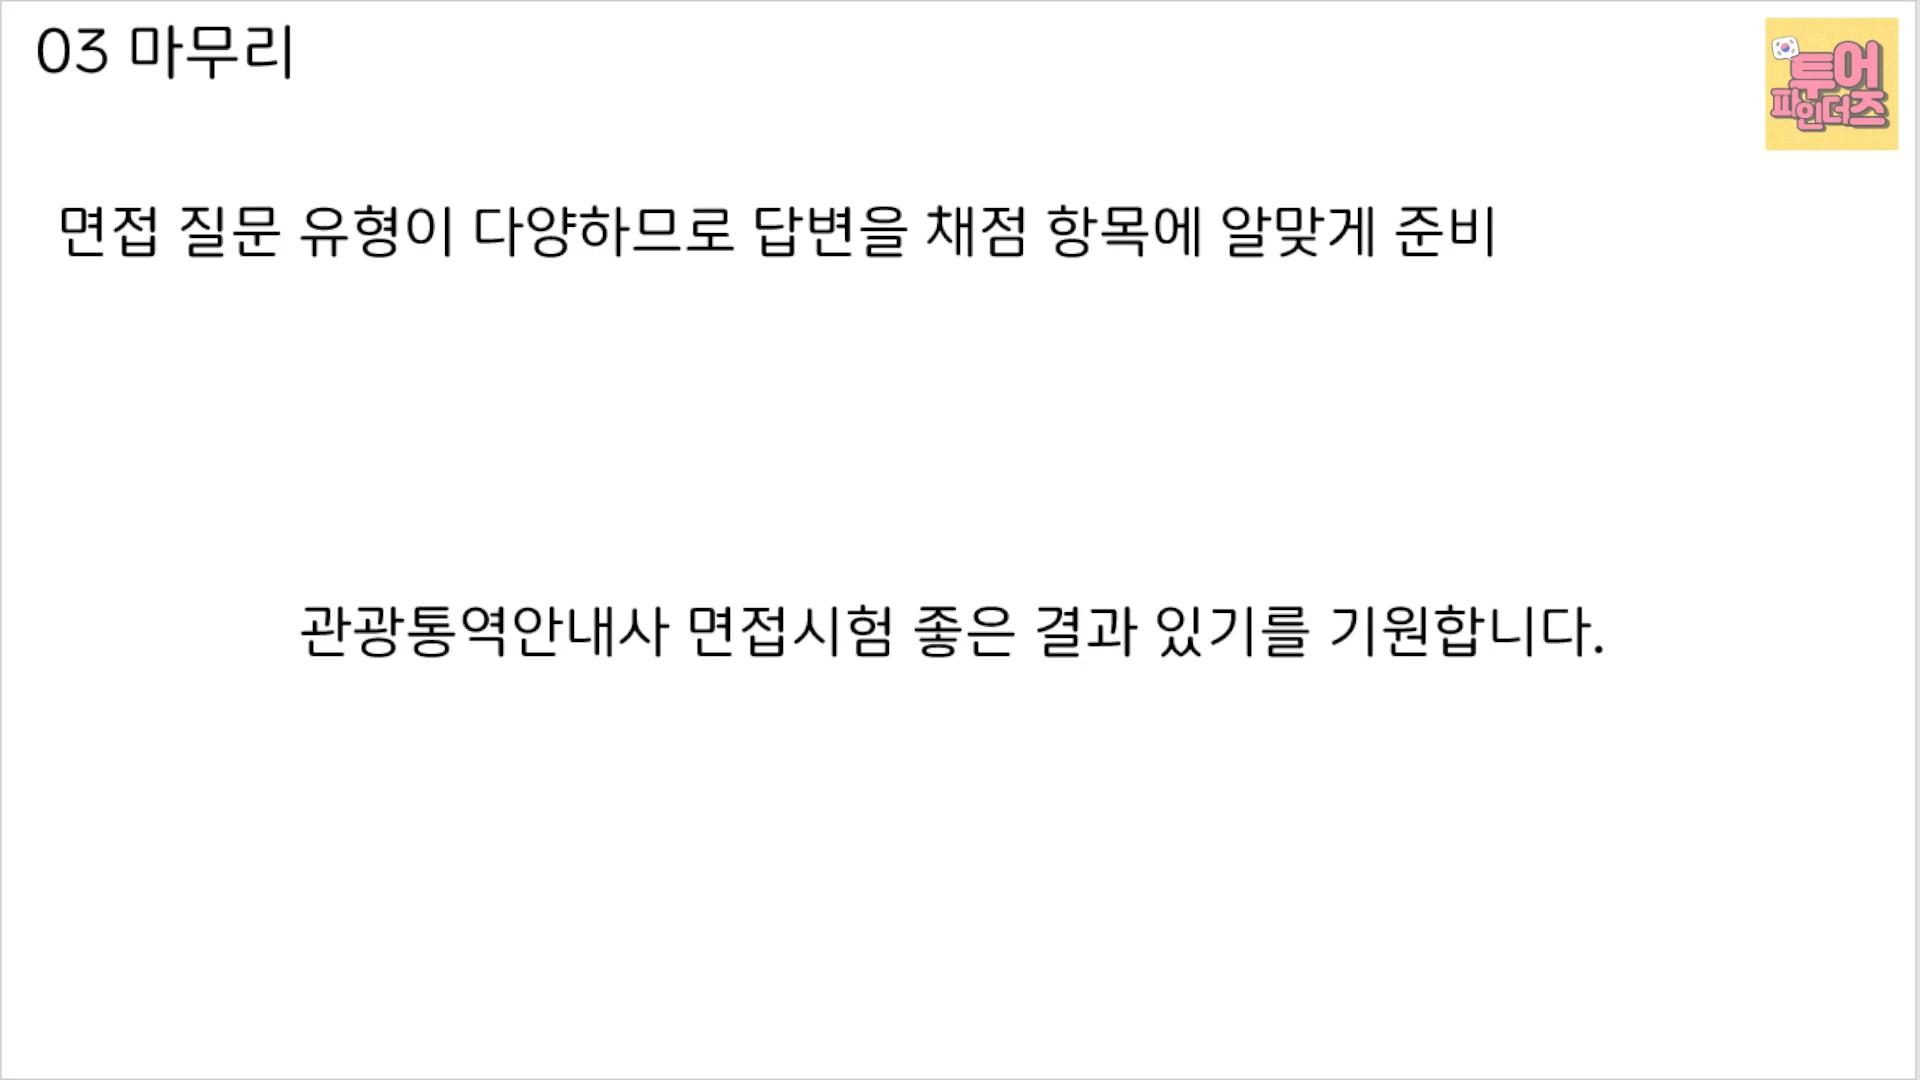 03 마무리
투어
파인더즈
면접 질문 유형이 다양하므로 답변을 채점 항목에 알맞게 준비
관광통역안내사 면접시험 좋은 결과 있기를 기원합니다.